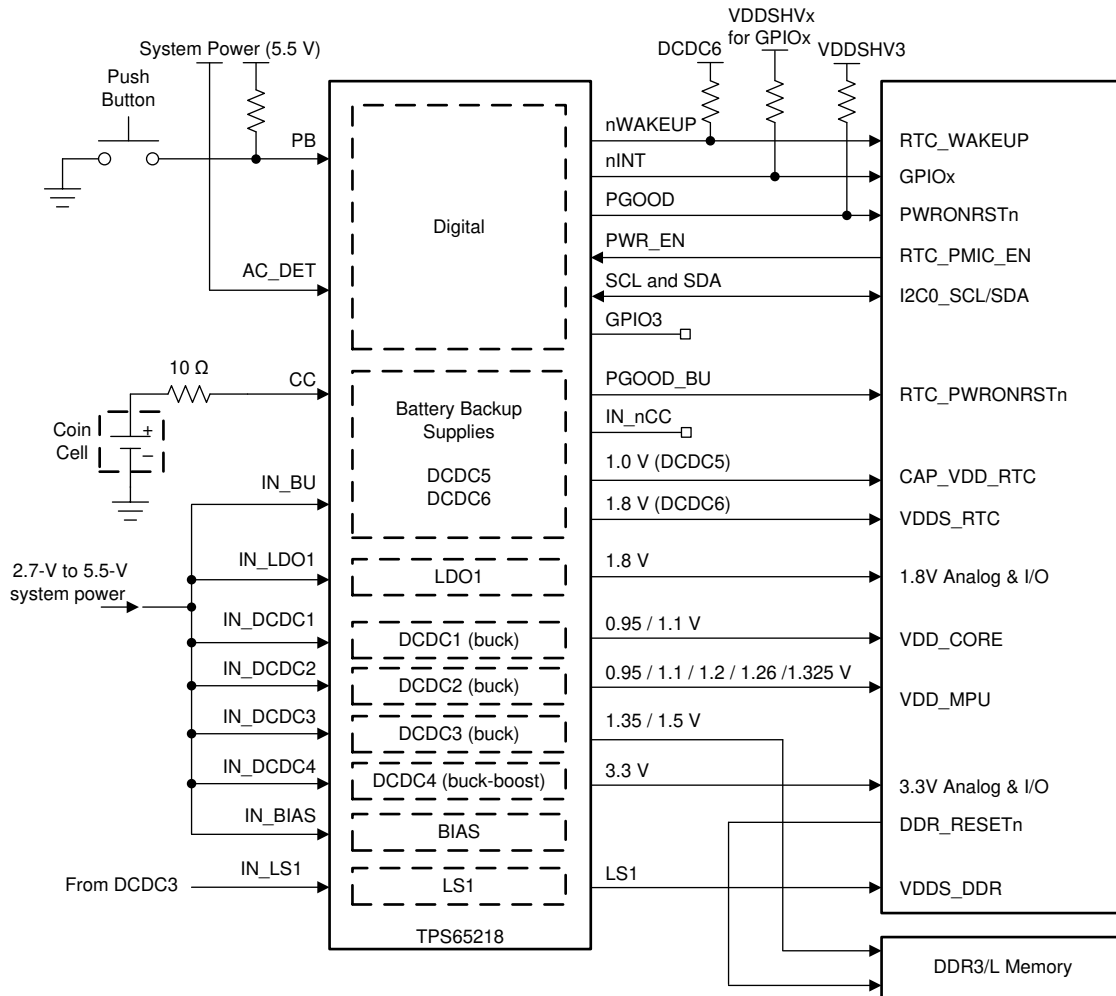 System Power (5.5 V)
Push
Button
VDDSHVx
for GPIOx
DCDC6
VDDSHV3
PB
AC_DET
Digital
nWAKEUP
nINT
PGOOD
PWR_EN
SCL and SDA
GPIO3
RTC_WAKEUP
GPIOx
PWRONRSTn
RTC_PMIC_EN
I2C0_SCL/SDA
10 Ω
CC
Coin
Cell
+
–
Battery Backup
Supplies
DCDC5
DCDC6
PGOOD_BU
IN_nCC
1.0 V (DCDC5)
1.8 V (DCDC6)
RTC_PWRONRSTn
CAP_VDD_RTC
VDDS_RTC
IN_BU
2.7-V to 5.5-V
system power
IN_LDO1
LDO1
1.8 V
1.8V Analog & I/O
IN_DCDC1
DCDC1 (buck)
0.95 / 1.1 V
VDD_CORE
IN_DCDC2
DCDC2 (buck)
0.95 / 1.1 / 1.2 / 1.26 /1.325 V
VDD_MPU
IN_DCDC3
DCDC3 (buck)
1.35 / 1.5 V
IN_DCDC4
DCDC4 (buck-boost)
3.3 V
3.3V Analog & I/O
IN_BIAS
BIAS
DDR_RESETn
From DCDC3
IN_LS1
LS1
LS1
VDDS_DDR
TPS65218
DDR3/L Memory